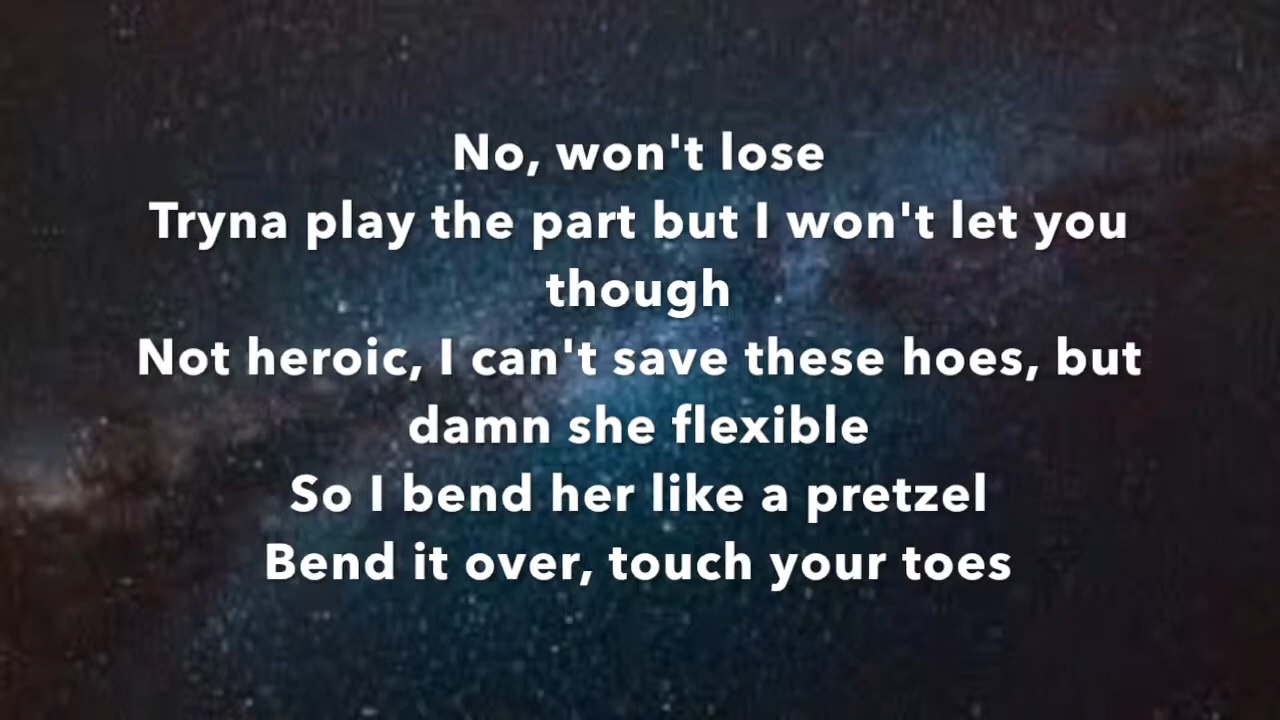 No, won't lose
Tryna play the part but I won't let you
though
Not heroic, I can't save these hoes, but
damn she flexible
So I bend her like a pretzel
Bend it over, touch your toes